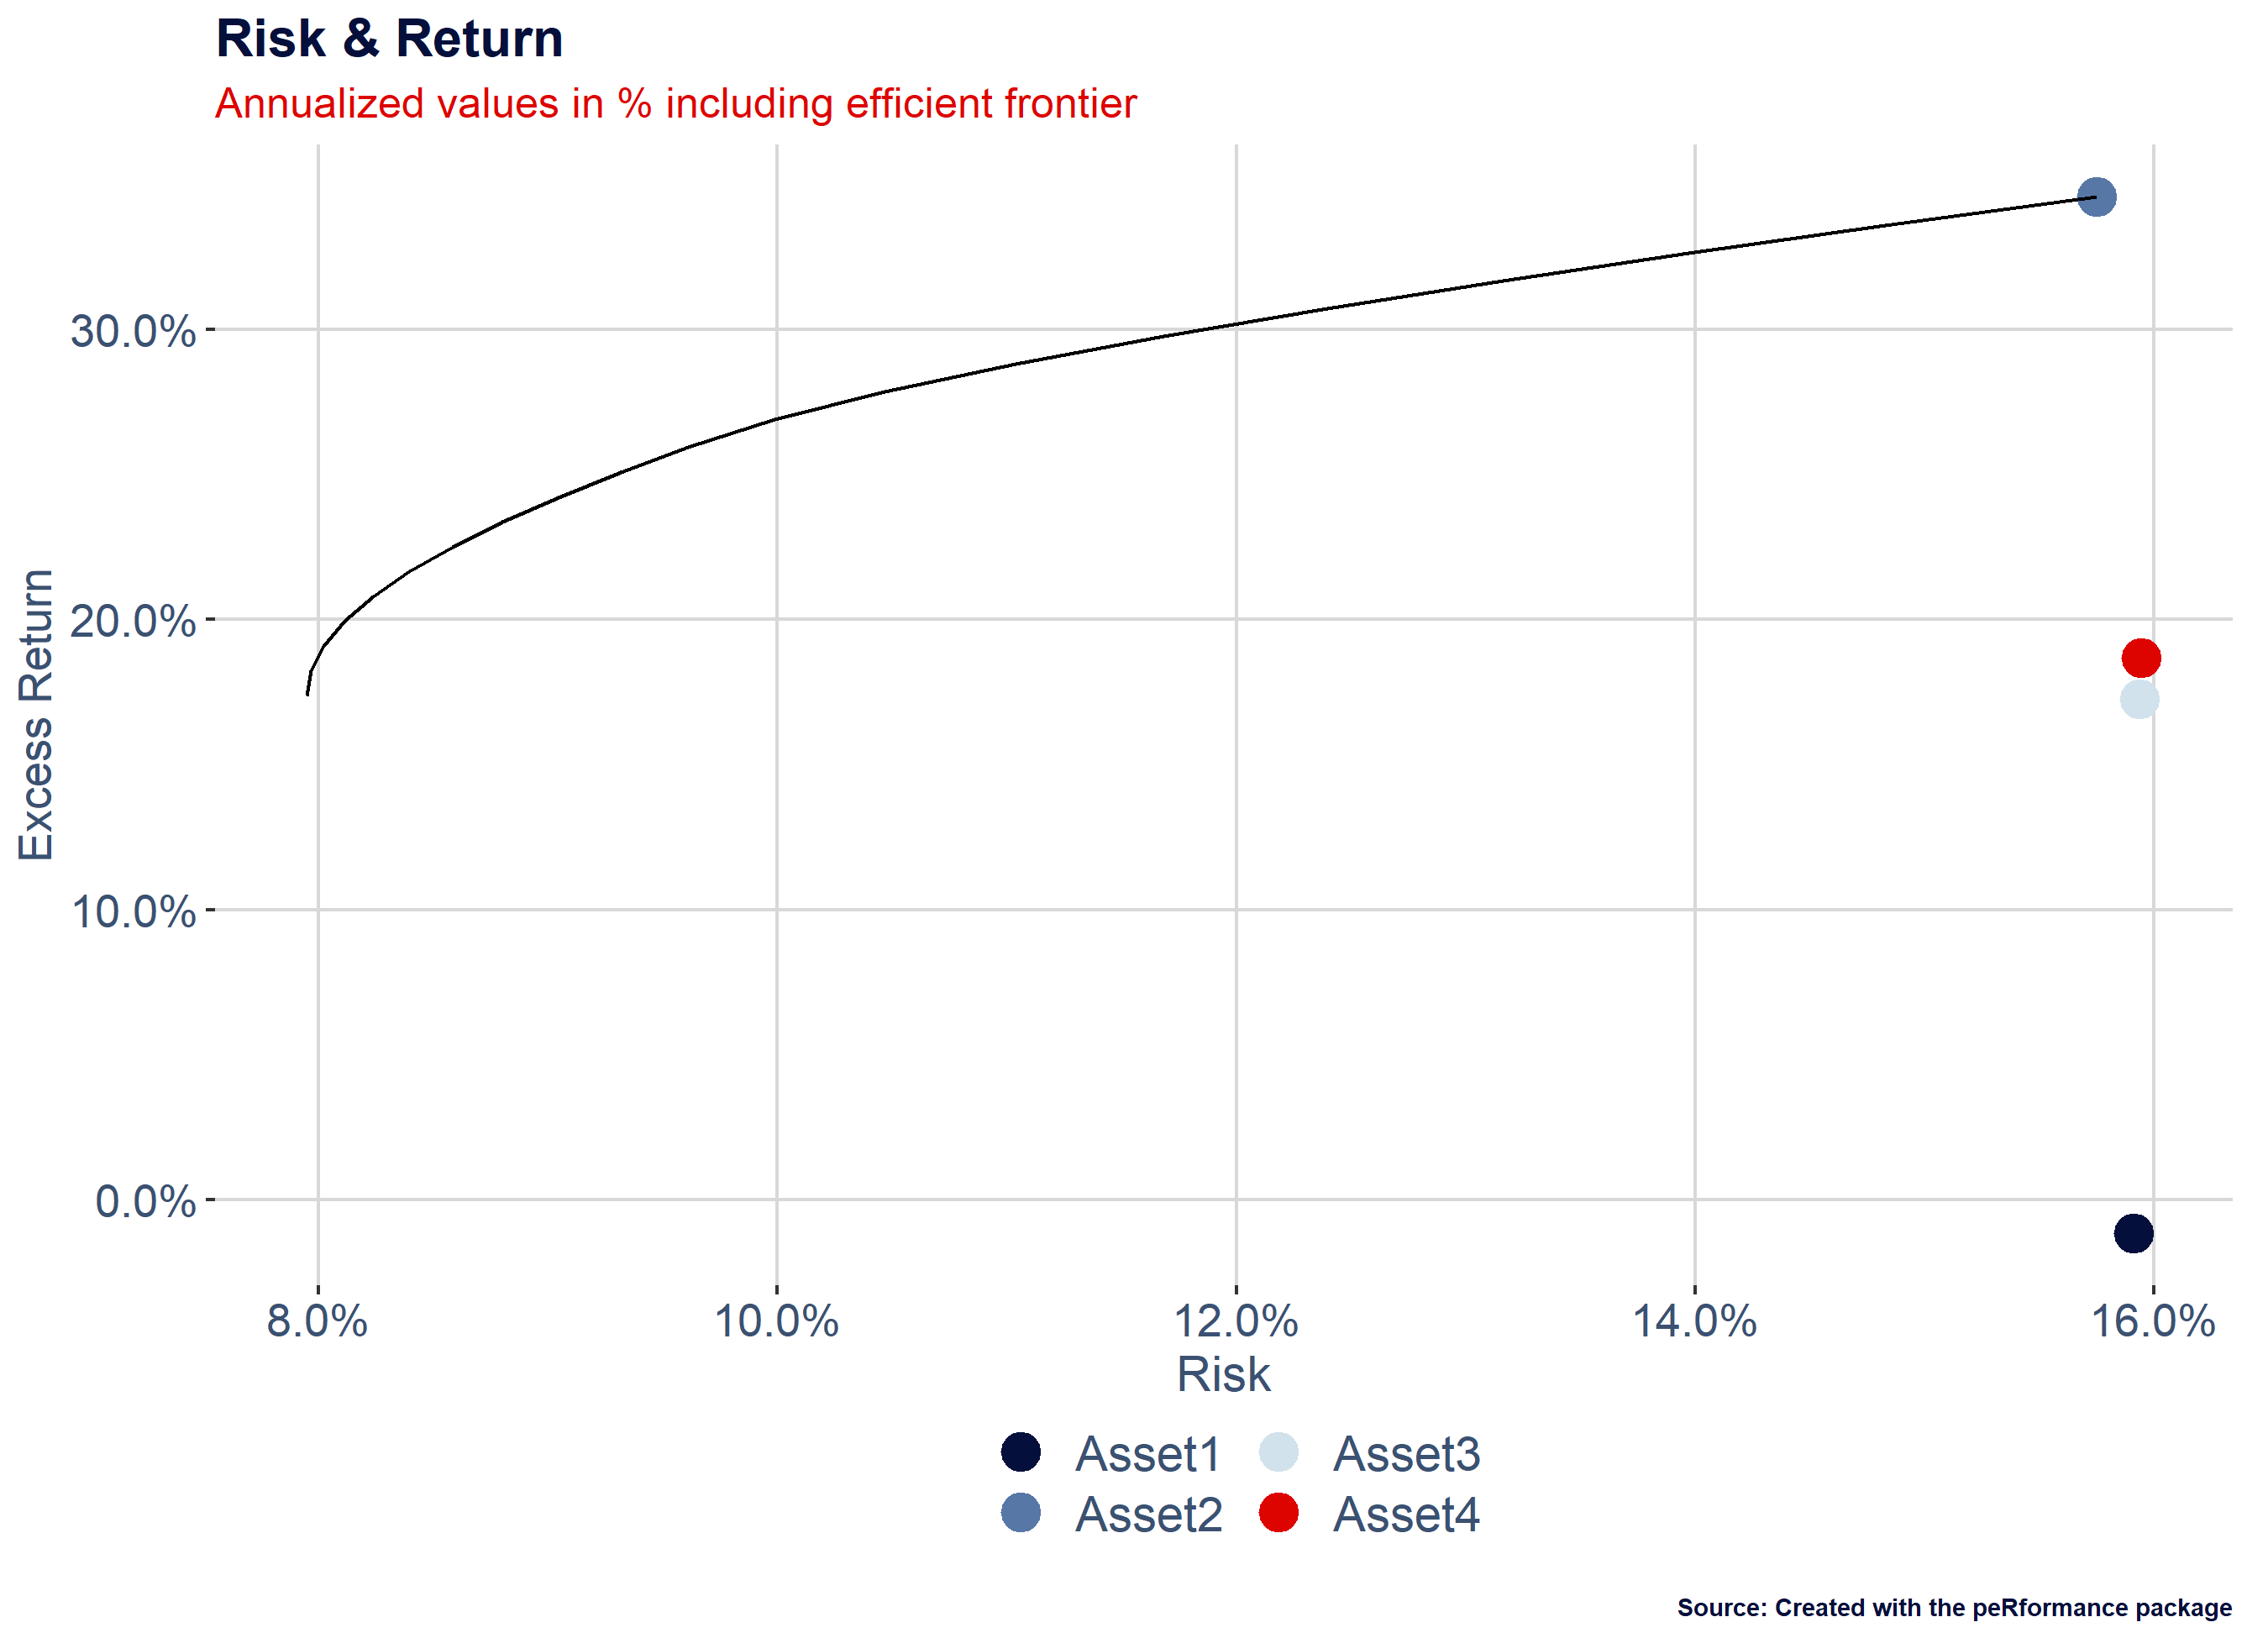 Risk & Return
Annualized values in % including efficient frontier
Excess Return
30.0%
20.0%
10.0%
0.0%
8.0% 10.0% 12.0% 14.0% 16.0%
Risk
Asset1 Asset3
Asset2 Asset4
Source: Created with the peRformance package